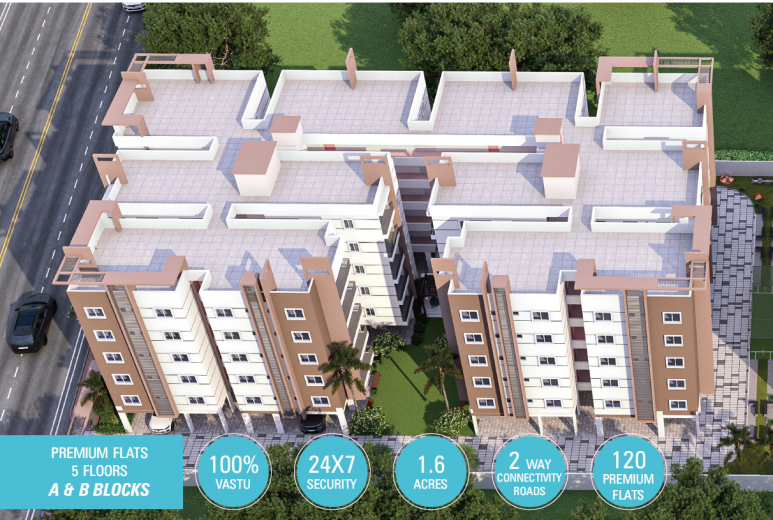 PREMIUM FLATS
5 FLOORS
A & B BLOCKS
100%
VASTU
24X7
SECURITY
1.6
ACRES
2 WAY
CONNECTIVITY
ROADS
120
PREMIUM
FLATS